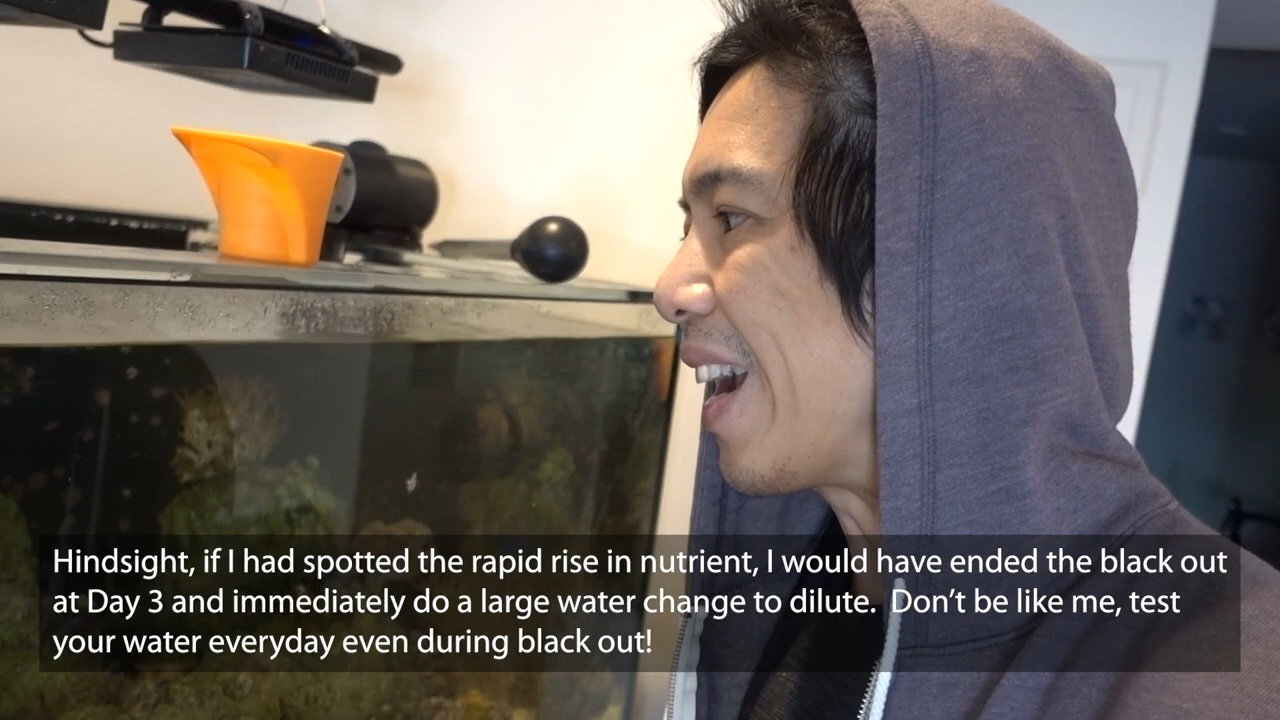 Hindsight, if I had spotted the rapid rise in nutrient, I would have ended the black out
at Day 3 and immediately do a large water change to dilute.  Don't be like me, test
your water everyday even during black out!